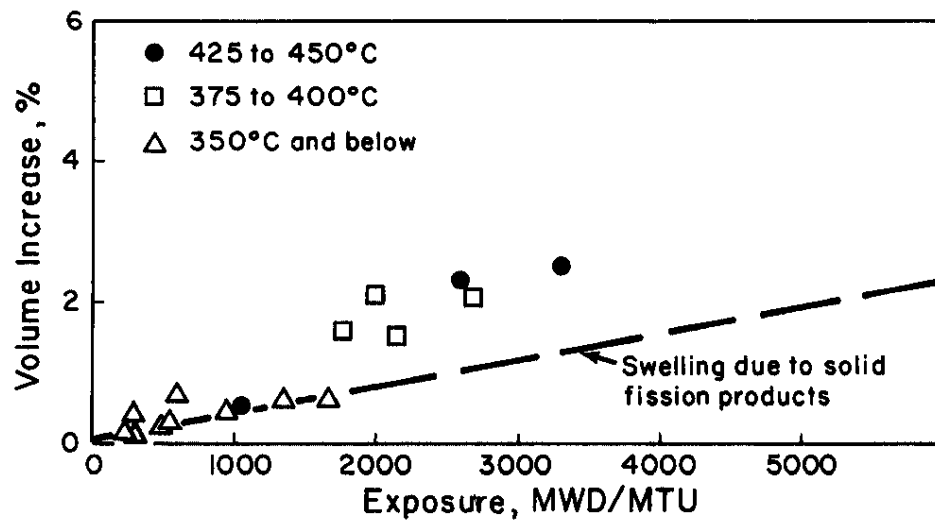 6
425 to 450°C
375 to 400°C
350°C and below
4
2
0
Volume Increase, %
Swelling due to solid
fission products
0 1000 2000 3000 4000 5000
Exposure, MWD/MTU